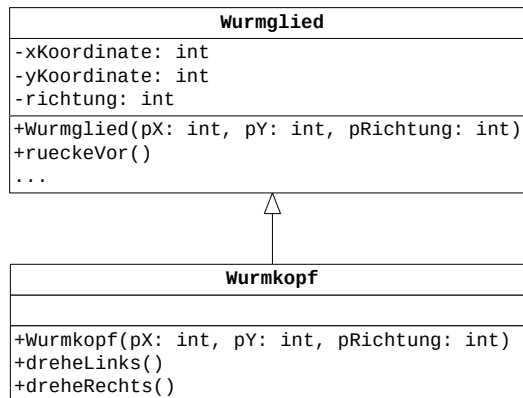 Wurmglied
-xKoordinate: int
-yKoordinate: int
-richtung: int
+Wurmglied(pX: int, pY: int, pRichtung: int)
+rueckeVor()
...
Wurmkopf
+Wurmkopf(pX: int, pY: int, pRichtung: int)
+dreheLinks()
+dreheRechts()